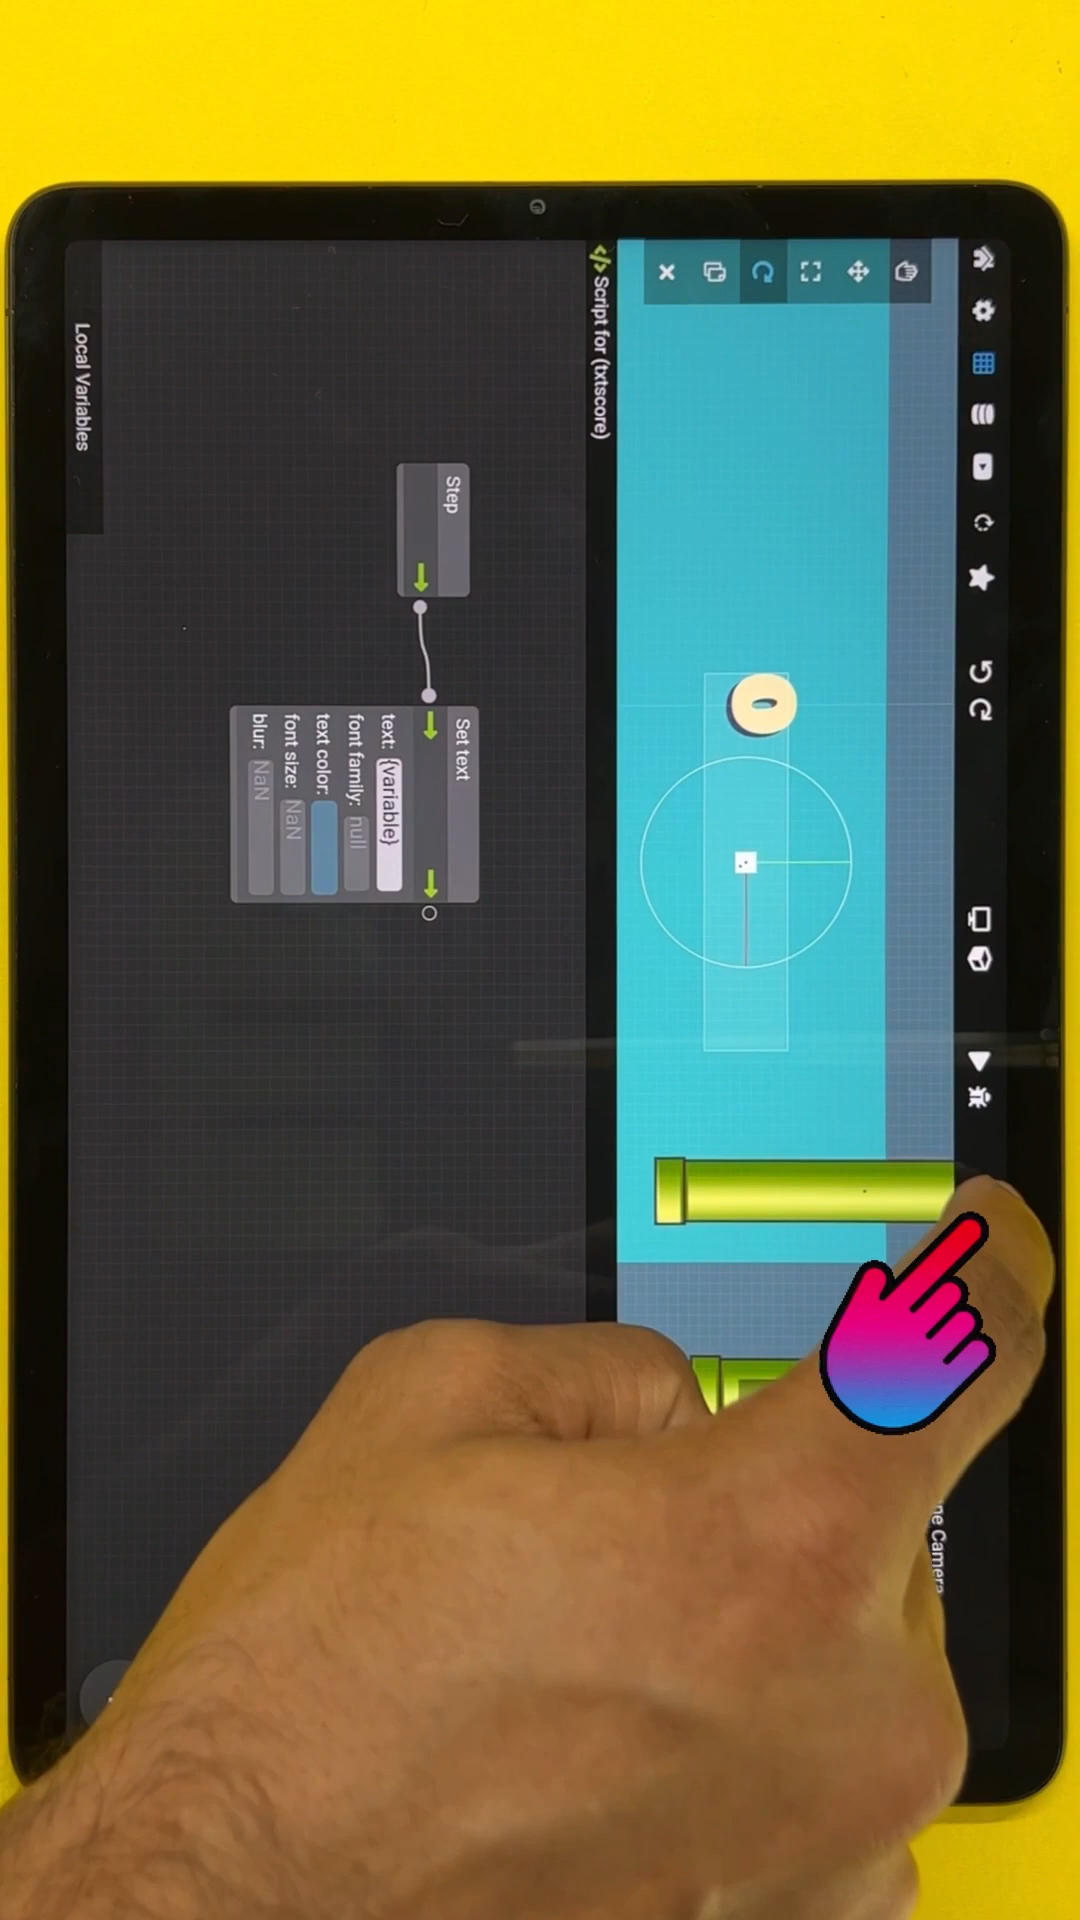 0
ne Camera
</> Script for (txtscore)
Step
Set text
text: {variable}
font family: null
text color:
font size: NaN
blur: NaN
Local Variables